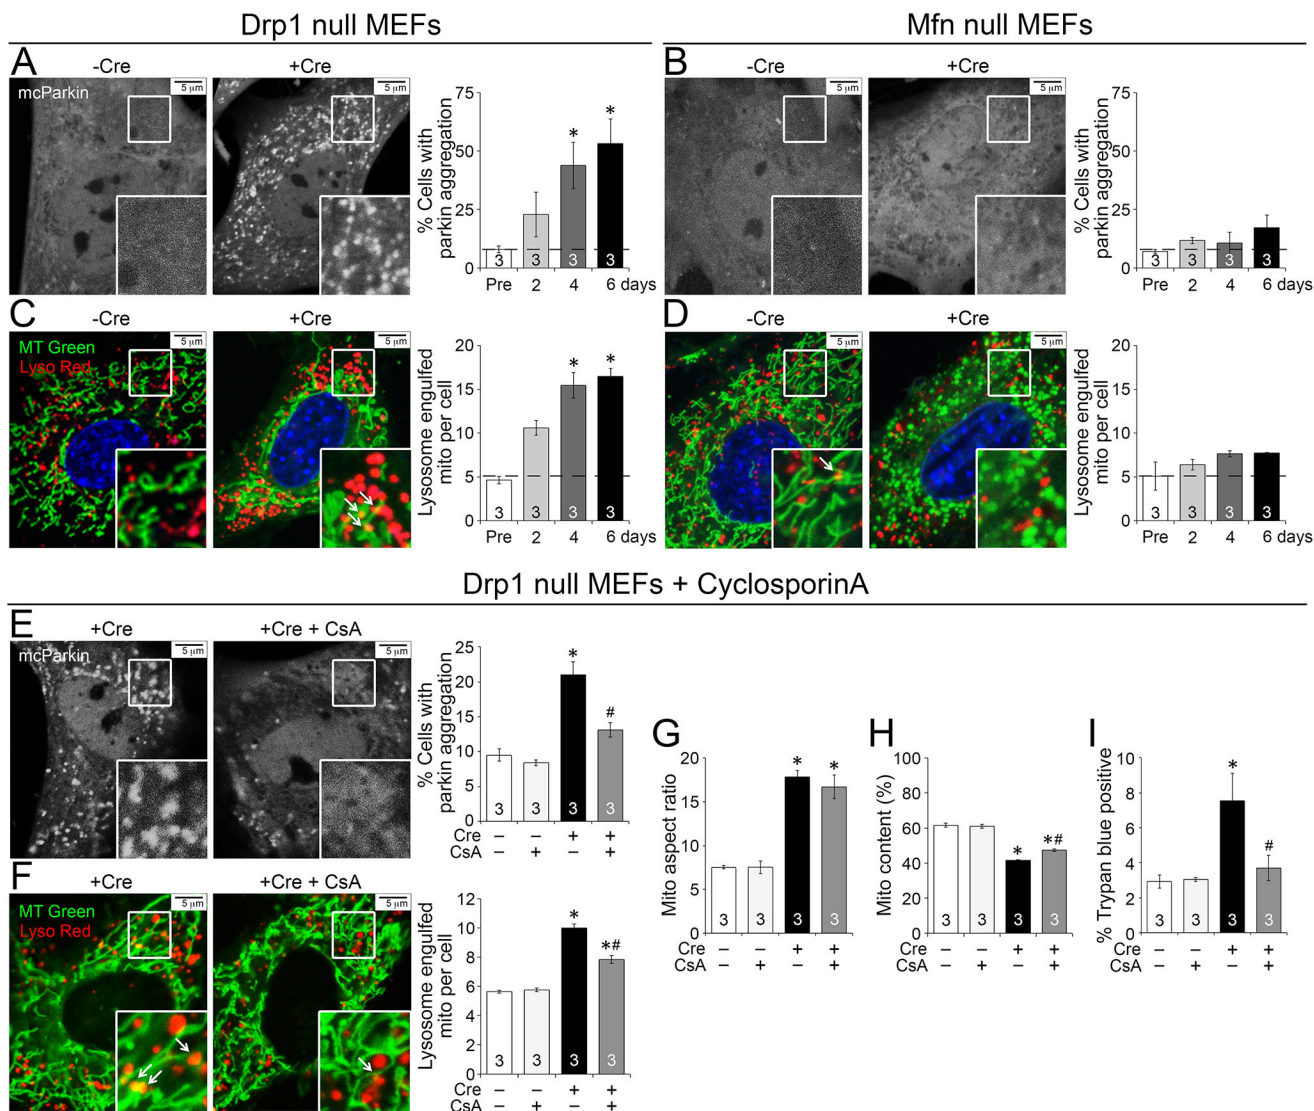 Drp1 null MEFs
Mfn null MEFs
A
-Cre
+Cre
mcParkin
5 µm
5 µm
% Cells with
parkin aggregation
75
50
25
0
*
*
3
3
3
3
Pre
2
4
6 days
B
-Cre
+Cre
5 µm
5 µm
% Cells with
parkin aggregation
75
50
25
0
3
3
3
3
Pre
2
4
6 days
C
-Cre
+Cre
MT Green
Lyso Red
5 µm
5 µm
Lysosome engulfed
mito per cell
20
15
10
5
0
*
*
3
3
3
3
Pre
2
4
6 days
D
-Cre
+Cre
5 µm
5 µm
Lysosome engulfed
mito per cell
20
15
10
5
0
3
3
3
3
Pre
2
4
6 days
Drp1 null MEFs + CyclosporinA
E
+Cre
+Cre + CsA
mcParkin
5 µm
5 µm
% Cells with
parkin aggregation
25
20
15
10
5
0
*
#
3
3
3
3
Cre – – + +
CsA – + – +
F
+Cre
+Cre + CsA
MT Green
Lyso Red
5 µm
5 µm
Lysosome engulfed
mito per cell
12
10
8
6
4
2
0
*
*#
3
3
3
3
Cre – – + +
CsA – + – +
G
Mito aspect ratio
20
15
10
5
0
*
*
3
3
3
3
Cre – – + +
CsA – + – +
H
Mito content (%)
100
80
60
40
20
0
*
*#
3
3
3
3
Cre – – + +
CsA – + – +
I
% Trypan blue positive
10
8
6
4
2
0
*
#
3
3
3
3
Cre – – + +
CsA – + – +